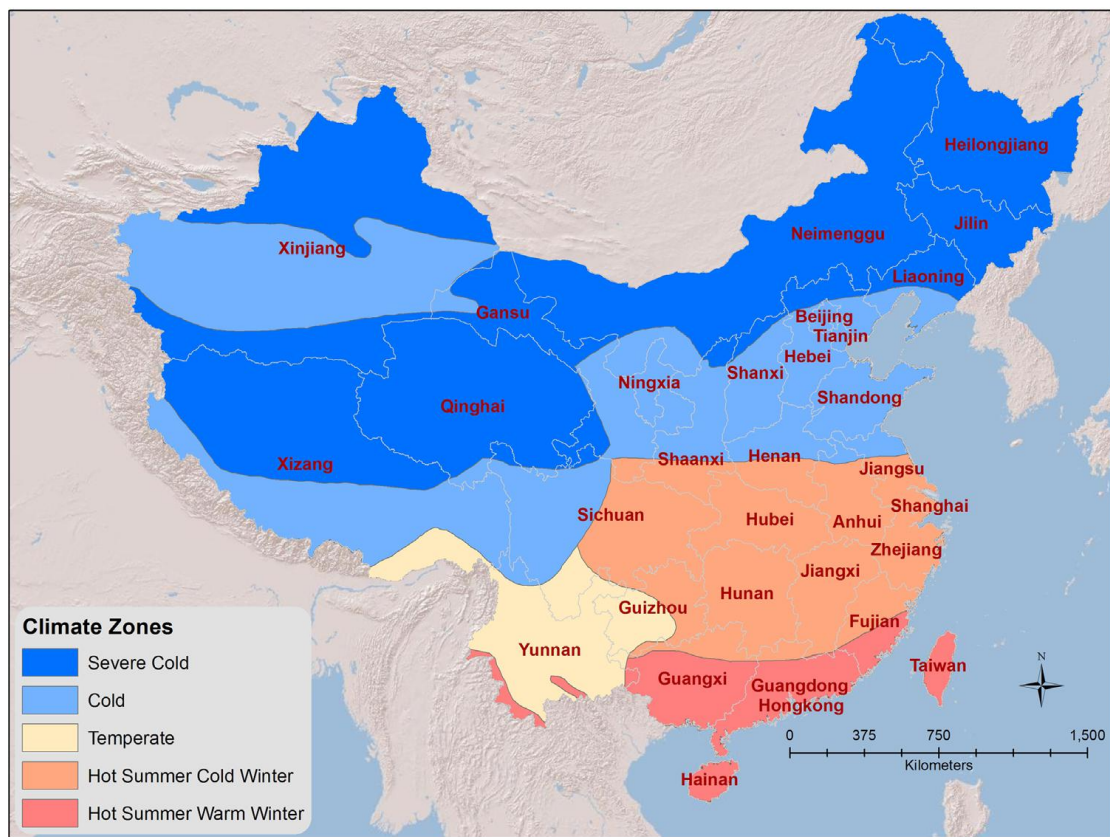 Heilongjiang
Jilin
Neimenggu
Liaoning
Xinjiang
Gansu
Beijing
Tianjin
Hebei
Shanxi
Ningxia
Shandong
Qinghai
Xizang
Shaanxi
Henan
Jiangsu
Sichuan
Shanghai
Hubei
Anhui
Zhejiang
Jiangxi
Hunan
Guizhou
Fujian
Yunnan
Taiwan
Guangxi
Guangdong
Hongkong
Hainan
Climate Zones
Severe Cold
Cold
Temperate
Hot Summer Cold Winter
Hot Summer Warm Winter
N
0 375 750 1,500
Kilometers